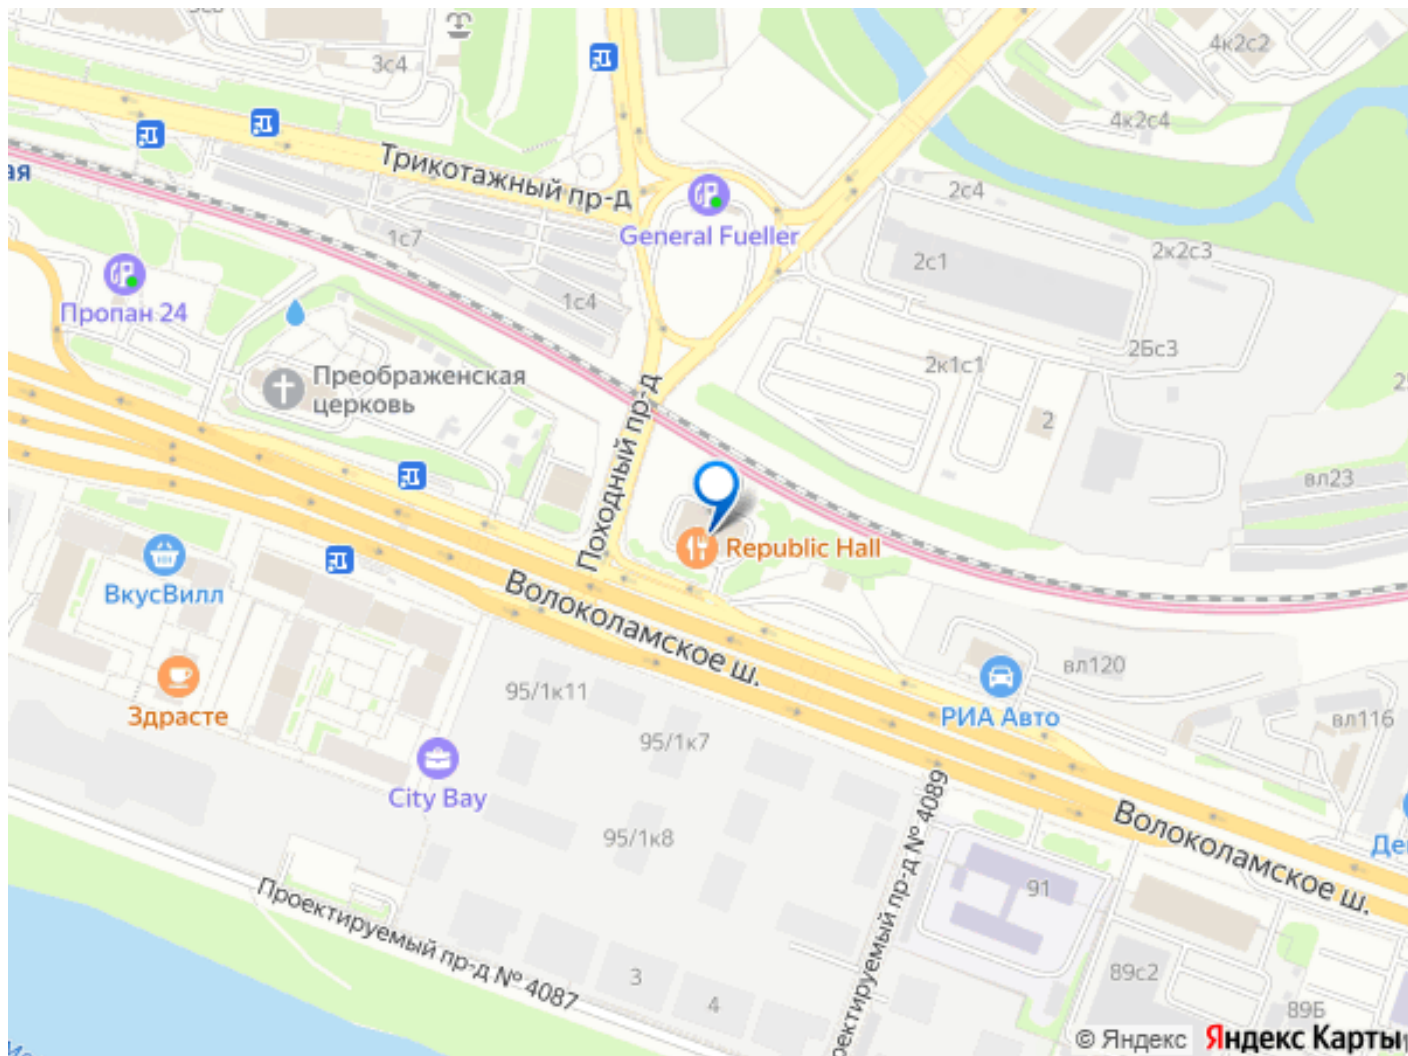 3с4
4к2с2
4к2с4
Трикотажный пр-д
ая
2с4
General Fueller
1с7
2с1
2к2с3
Пропан 24
1с4
2Бс3
2к1с1
Преображенская
церковь
Походный пр-д
2
вл23
Republic Hall
ВкусВилл
Волоколамское ш.
Здрасте
95/1к11
вл120
РИА Авто
вл116
95/1к7
City Bay
95/1к8
Проектируемый пр-д № 4089
Волоколамское ш.
91
Проектируемый пр-д № 4087
3
4
89с2
89Б
© Яндекс
Яндекс Карты